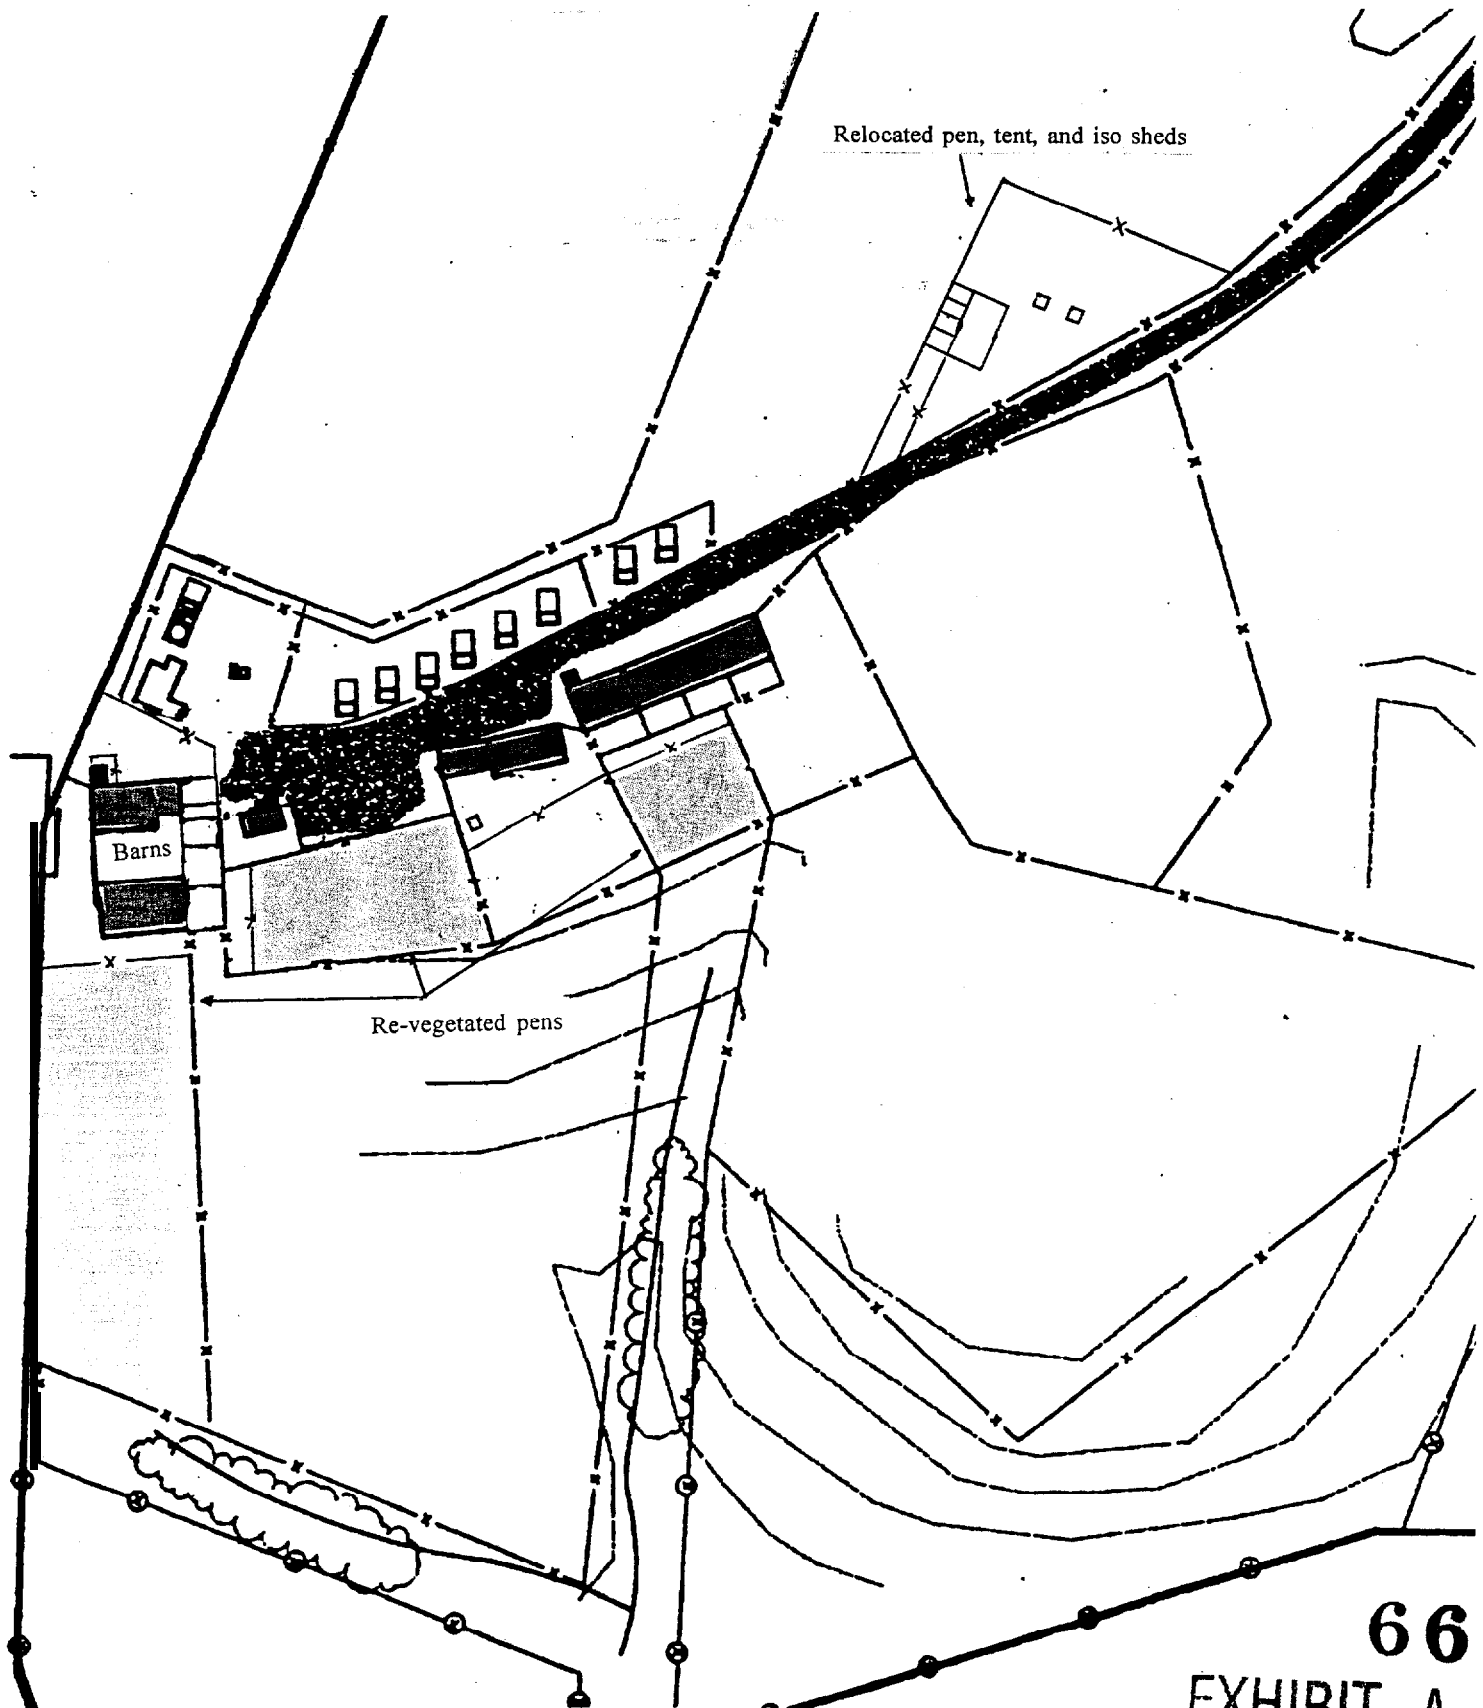 Relocated pen, tent, and iso sheds
Barns
Re-vegetated pens
66
EXHIBIT A